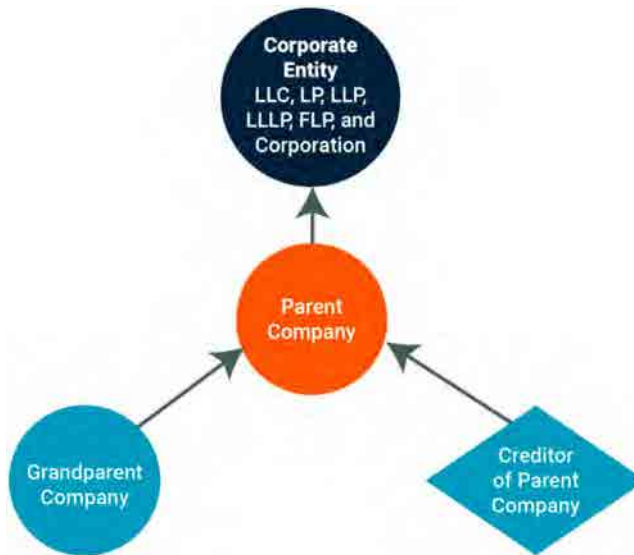 Corporate
Entity
LLC, LP, LLP,
LLLP, FLP, and
Corporation
Parent
Company
Grandparent
Company
Creditor
of Parent
Company